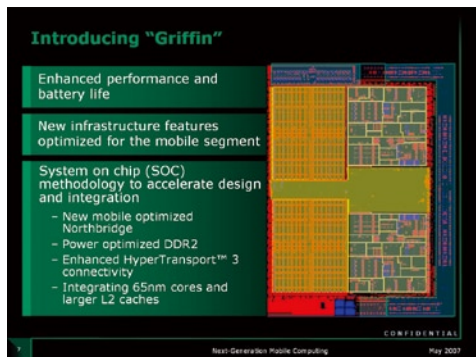 Introducing "Griffin"
Enhanced performance and
battery life
New infrastructure features
optimized for the mobile segment
System on chip (SOC)
methodology to accelerate design
and integration
– New mobile optimized
Northbridge
– Power optimized DDR2
– Enhanced HyperTransport™ 3
connectivity
– Integrating 65nm cores and
larger L2 caches
CONFIDENTIAL
7
Next-Generation Mobile Computing
May 2007